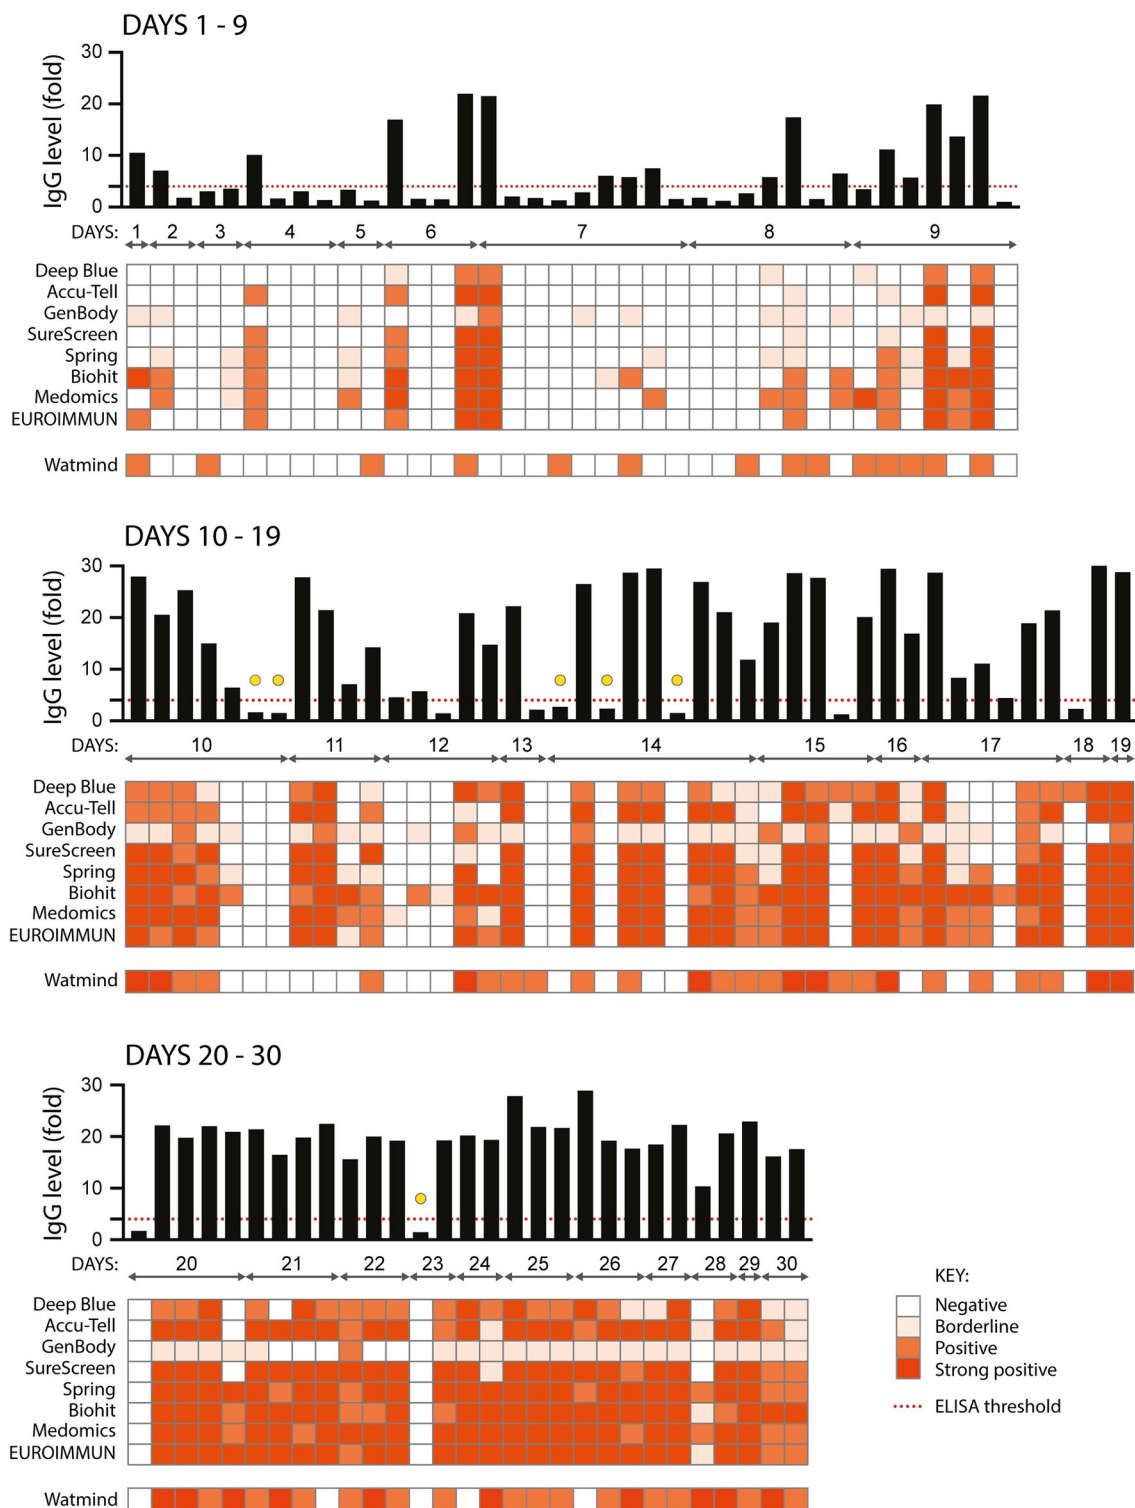 DAYS 1 - 9
IgG level (fold)
30
20
10
0
DAYS: 1 2 3 4 5 6 7 8 9
Deep Blue
Accu-Tell
GenBody
SureScreen
Spring
Biohit
Medomics
EUROIMMUN
Watmind
DAYS 10 - 19
IgG level (fold)
30
20
10
0
DAYS: 10 11 12 13 14 15 16 17 18 19
Deep Blue
Accu-Tell
GenBody
SureScreen
Spring
Biohit
Medomics
EUROIMMUN
Watmind
DAYS 20 - 30
IgG level (fold)
30
20
10
0
DAYS: 20 21 22 23 24 25 26 27 28 29 30
Deep Blue
Accu-Tell
GenBody
SureScreen
Spring
Biohit
Medomics
EUROIMMUN
Watmind
KEY:
Negative
Borderline
Positive
Strong positive
ELISA threshold